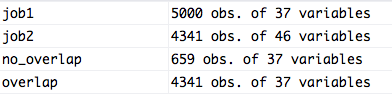 job1 5000 obs. of 37 variables
job2 4341 obs. of 46 variables
no_overlap 659 obs. of 37 variables
overlap 4341 obs. of 37 variables